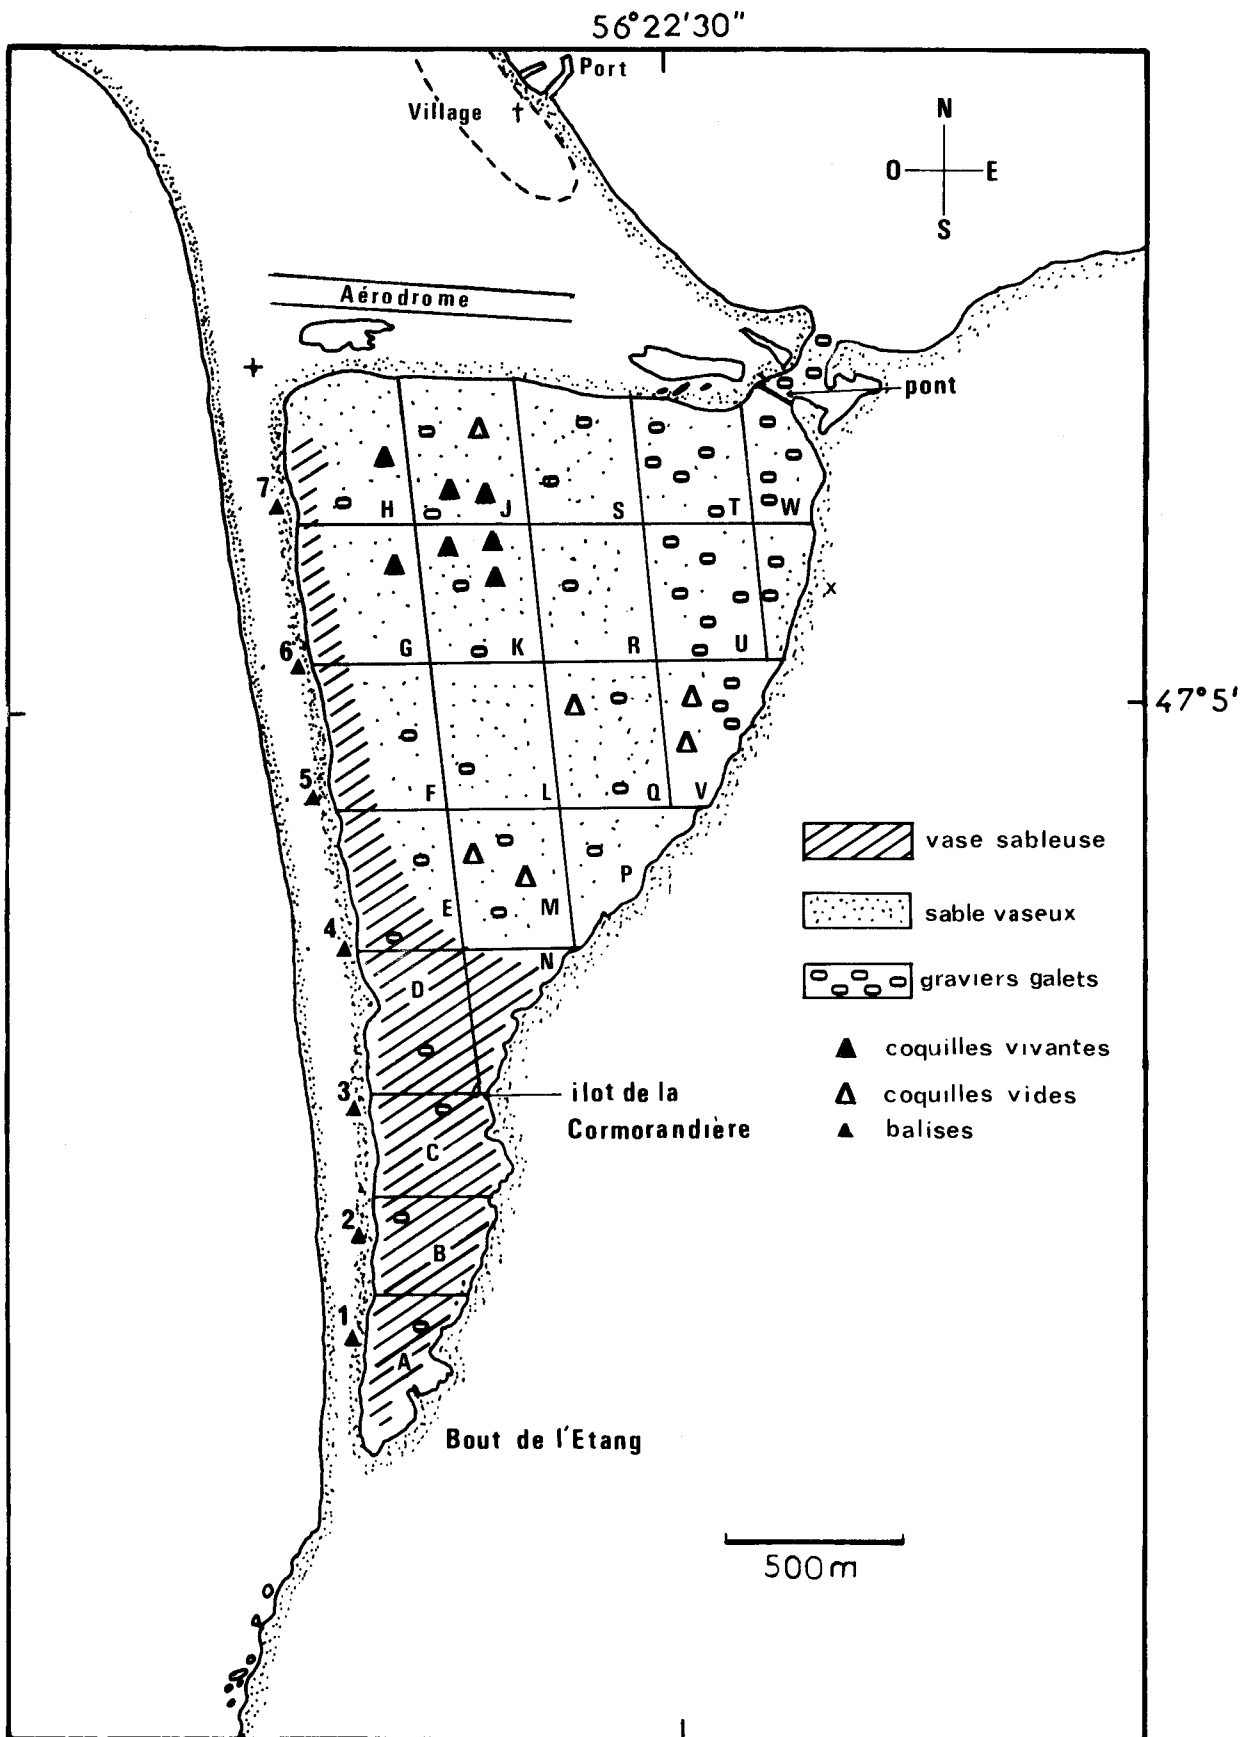 56°22'30"
Port
Village
N
O E
S
Aérodrome
pont
7
H J S T W
6
G K R U
47°5'
5
F L Q V
vase sableuse
P
E M
sable vaseux
4
N
D
graviers galets
coquilles vivantes
3
ilot de la
coquilles vides
Cormorandière
balises
C
2
B
1
A
Bout de l'Etang
500m